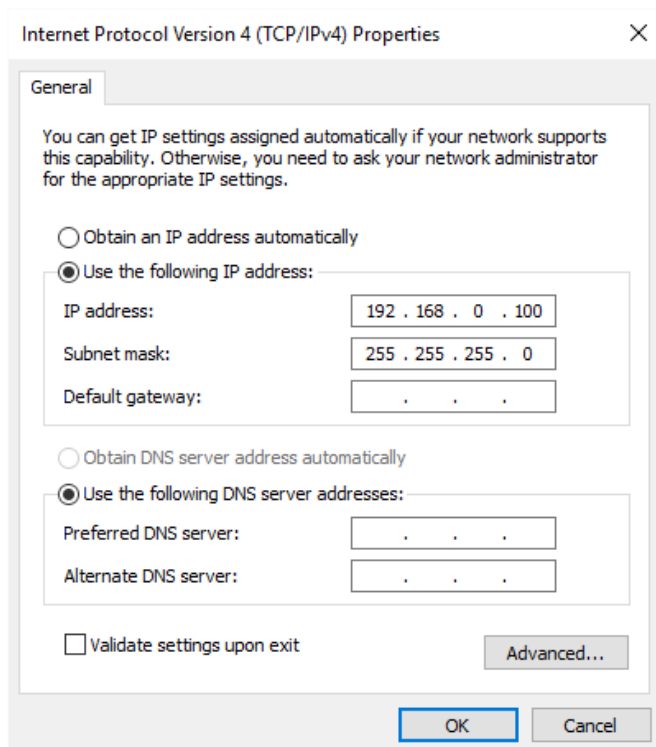 Internet Protocol Version 4 (TCP/IPv4) Properties
General
You can get IP settings assigned automatically if your network supports
this capability. Otherwise, you need to ask your network administrator
for the appropriate IP settings.
Obtain an IP address automatically
Use the following IP address:
IP address: 192 . 168 . 0 . 100
Subnet mask: 255 . 255 . 255 . 0
Default gateway: . . .
Obtain DNS server address automatically
Use the following DNS server addresses:
Preferred DNS server: . . .
Alternate DNS server: . . .
Validate settings upon exit
Advanced...
OK Cancel